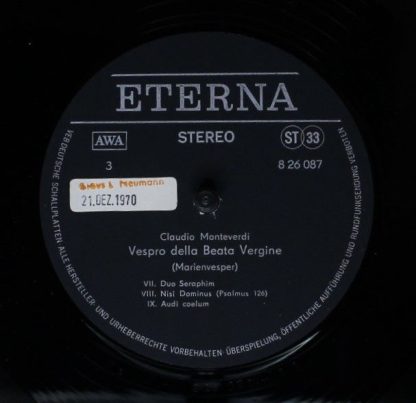 ETERNA
AWA
STEREO
ST 33
3
8 26 087
21.DEZ.1970
Claudio Monteverdi
Vespro della Beata Vergine
(Marienvesper)
VII. Duo Seraphim
VIII. Nisi Dominus (Psalmus 126)
IX. Audi coelum
VEB DEUTSCHE SCHALLPLATTEN ALLE HERSTELLER- UND URHEBERRECHTE VORBEHALTEN ÜBERSPIELUNG, ÖFFENTLICHE AUFFÜHRUNG UND RUNDFUNKSENDUNG VERBOTEN